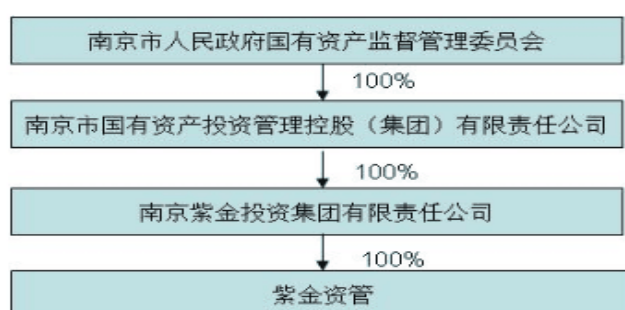 南京市人民政府国有资产监督管理委员会
100%
南京市国有资产投资管理控股（集团）有限责任公司
100%
南京紫金投资集团有限责任公司
100%
紫金资管